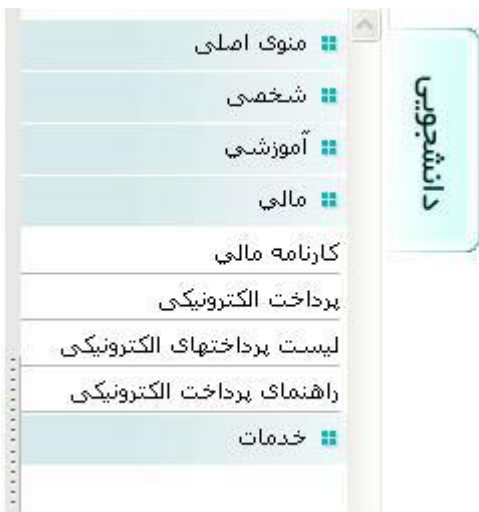 دانشجویی
منوی اصلی
شخصی
آموزشي
مالي
کارنامه مالي
پرداخت الکترونیکی
لیست پرداختهای الکترونیکی
راهنمای پرداخت الکترونیکی
خدمات